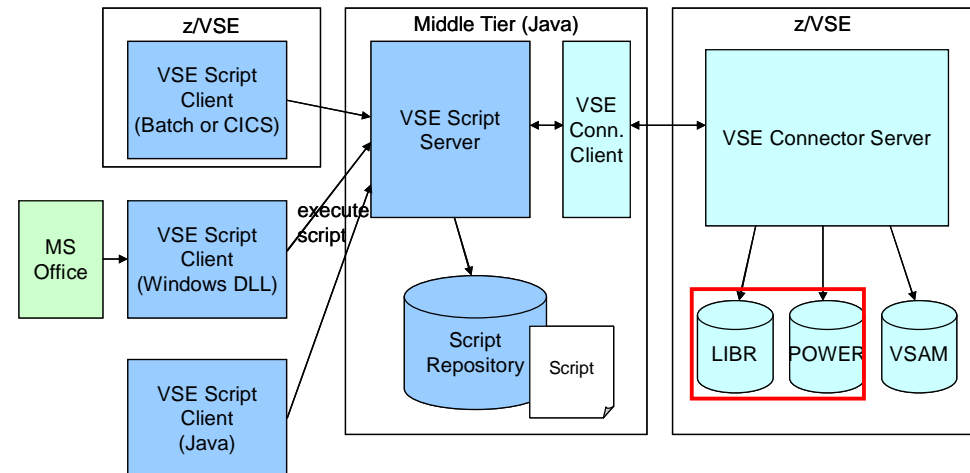 z/VSE
VSE Script
Client
(Batch or CICS)
MS
Office
VSE Script
Client
(Windows DLL)
execute
script
VSE Script
Client
(Java)
Middle Tier (Java)
VSE Script
Server
VSE
Conn.
Client
Script
Repository
Script
z/VSE
VSE Connector Server
LIBR
POWER
VSAM